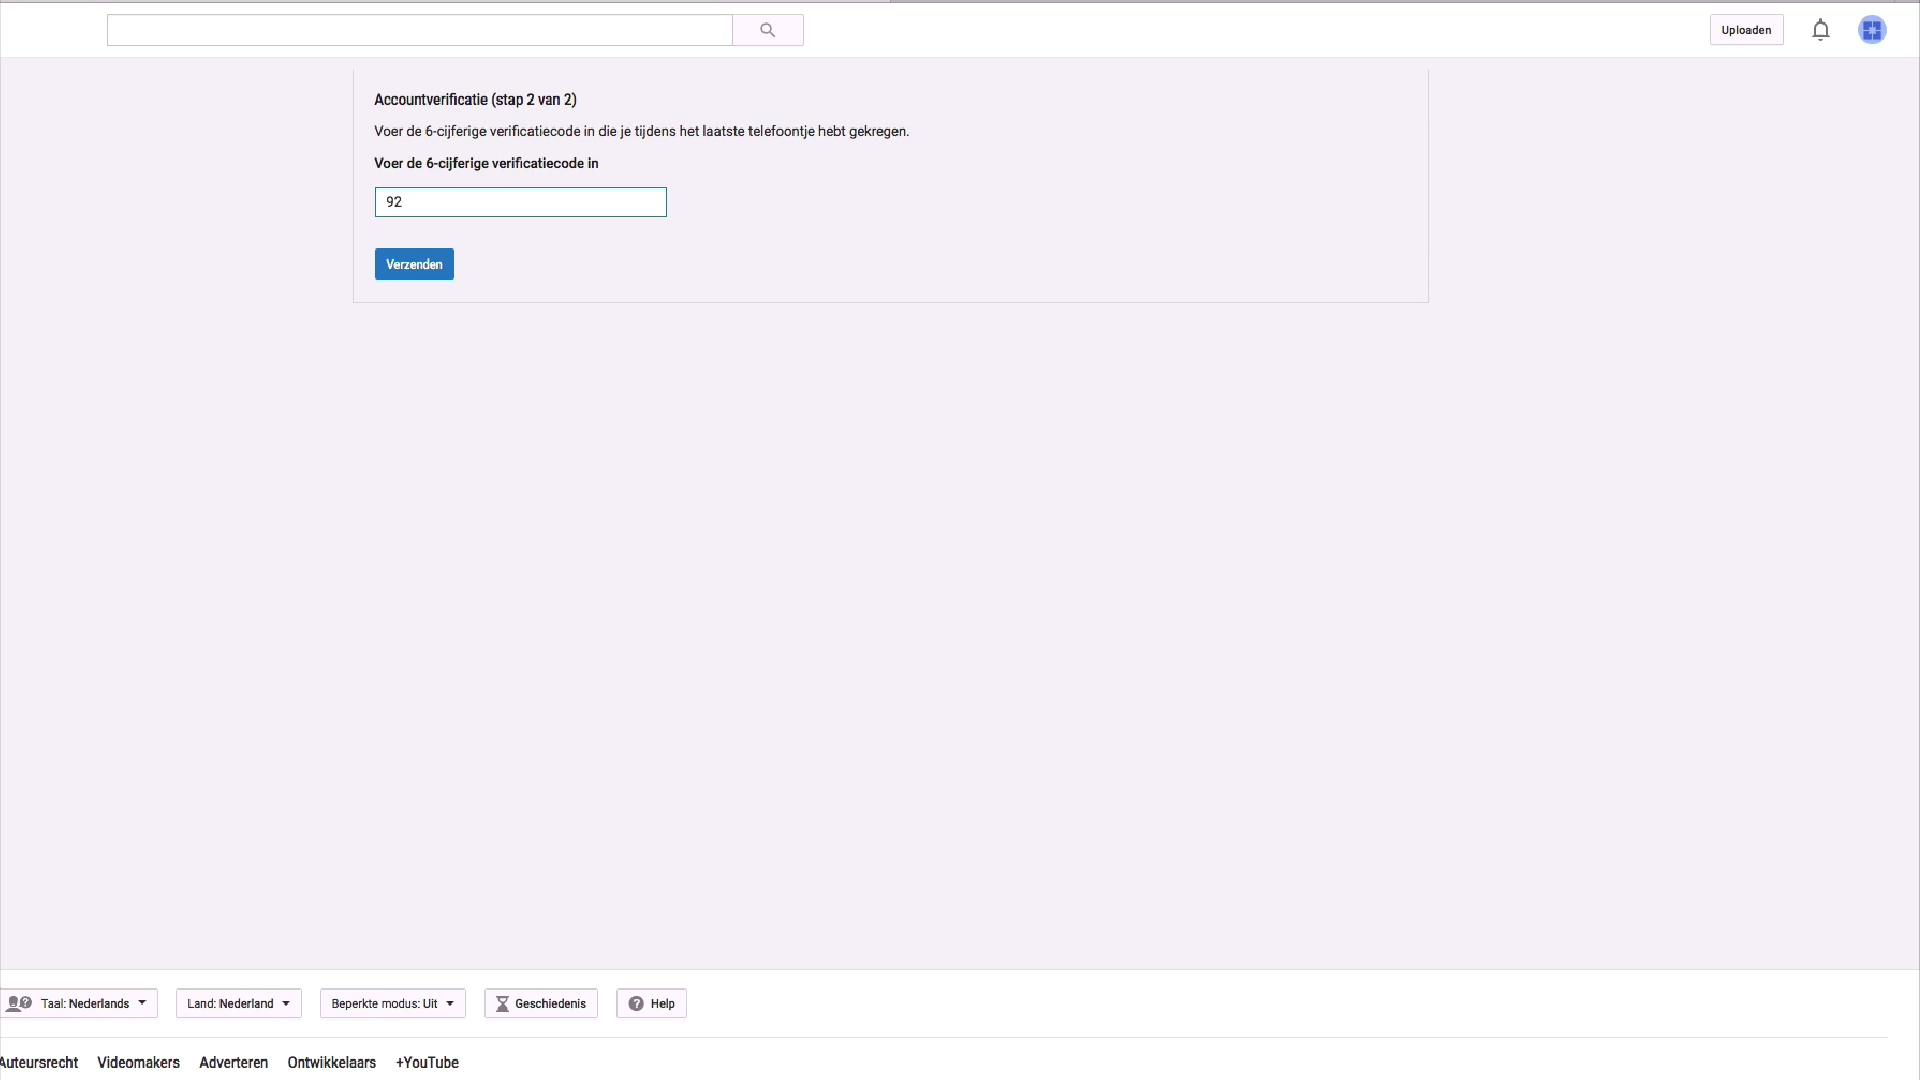 Uploaden
Accountverificatie (stap 2 van 2)
Voer de 6-cijferige verificatiecode in die je tijdens het laatste telefoontje hebt gekregen.
Voer de 6-cijferige verificatiecode in
92
Verzenden
Taal: Nederlands
Land: Nederland
Beperkte modus: Uit
Geschiedenis
Help
Auteursrecht Videomakers Adverteren Ontwikkelaars +YouTube